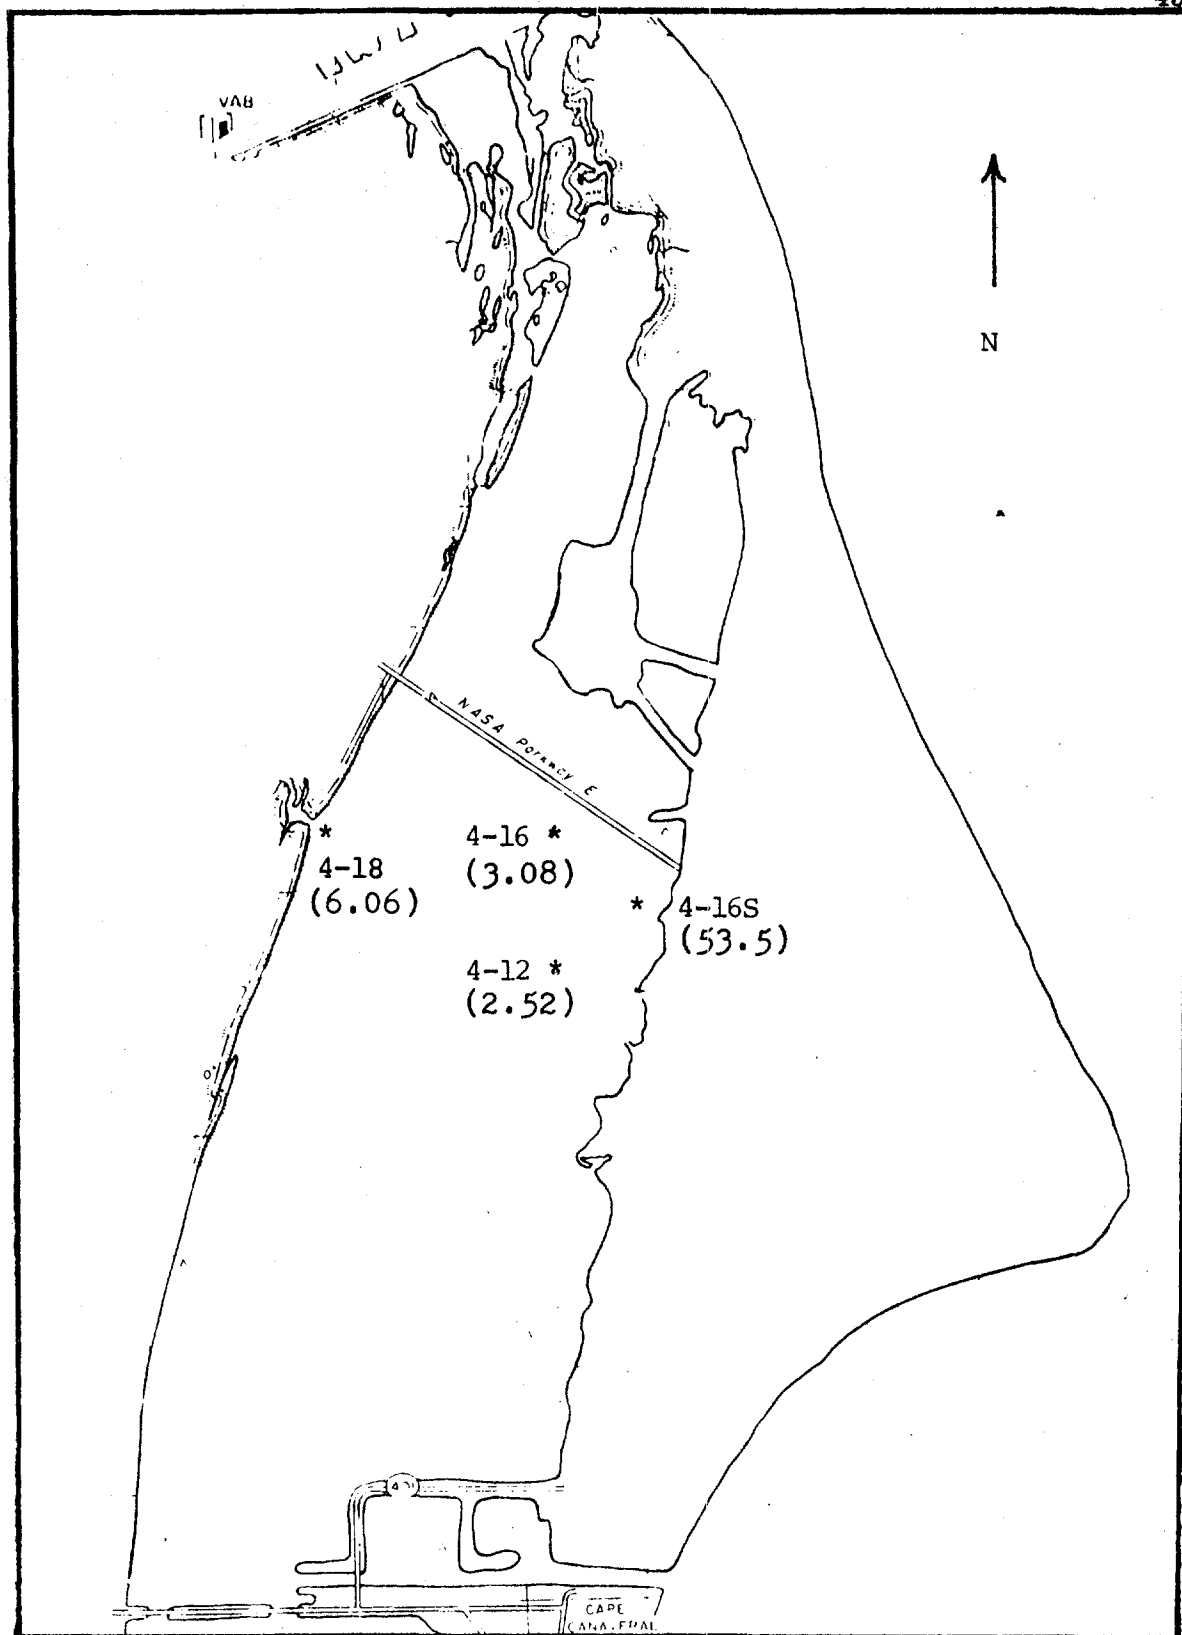 VAB
N
NASA Parkway E
*
4-18
(6.06)
4-16 *
(3.08)
* 4-16S
(53.5)
4-12 *
(2.52)
CAPE